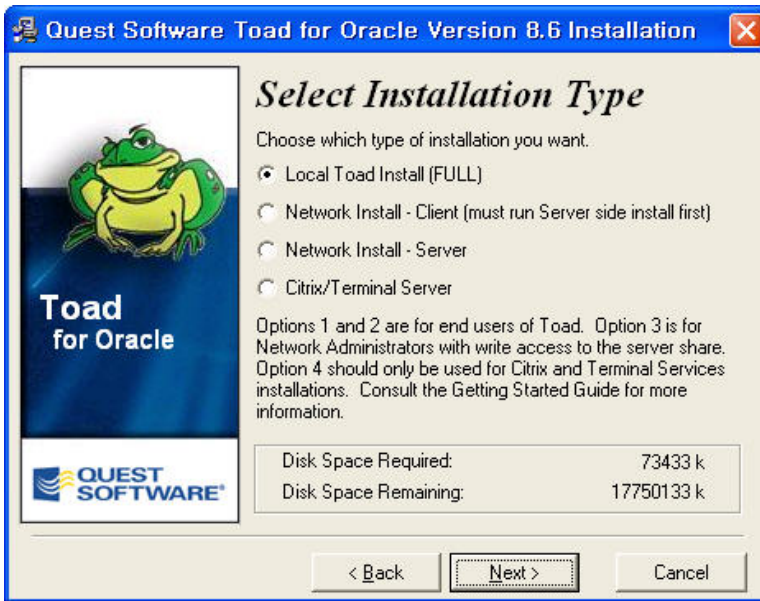 Quest Software Toad for Oracle Version 8.6 Installation
Select Installation Type
Choose which type of installation you want.
Local Toad Install (FULL)
Network Install - Client (must run Server side install first)
Network Install - Server
Citrix/Terminal Server
Toad
for Oracle
Options 1 and 2 are for end users of Toad. Option 3 is for
Network Administrators with write access to the server share.
Option 4 should only be used for Citrix and Terminal Services
installations. Consult the Getting Started Guide for more
information.
QUEST
SOFTWARE®
Disk Space Required: 73433 k
Disk Space Remaining: 17750133 k
< Back
Next >
Cancel